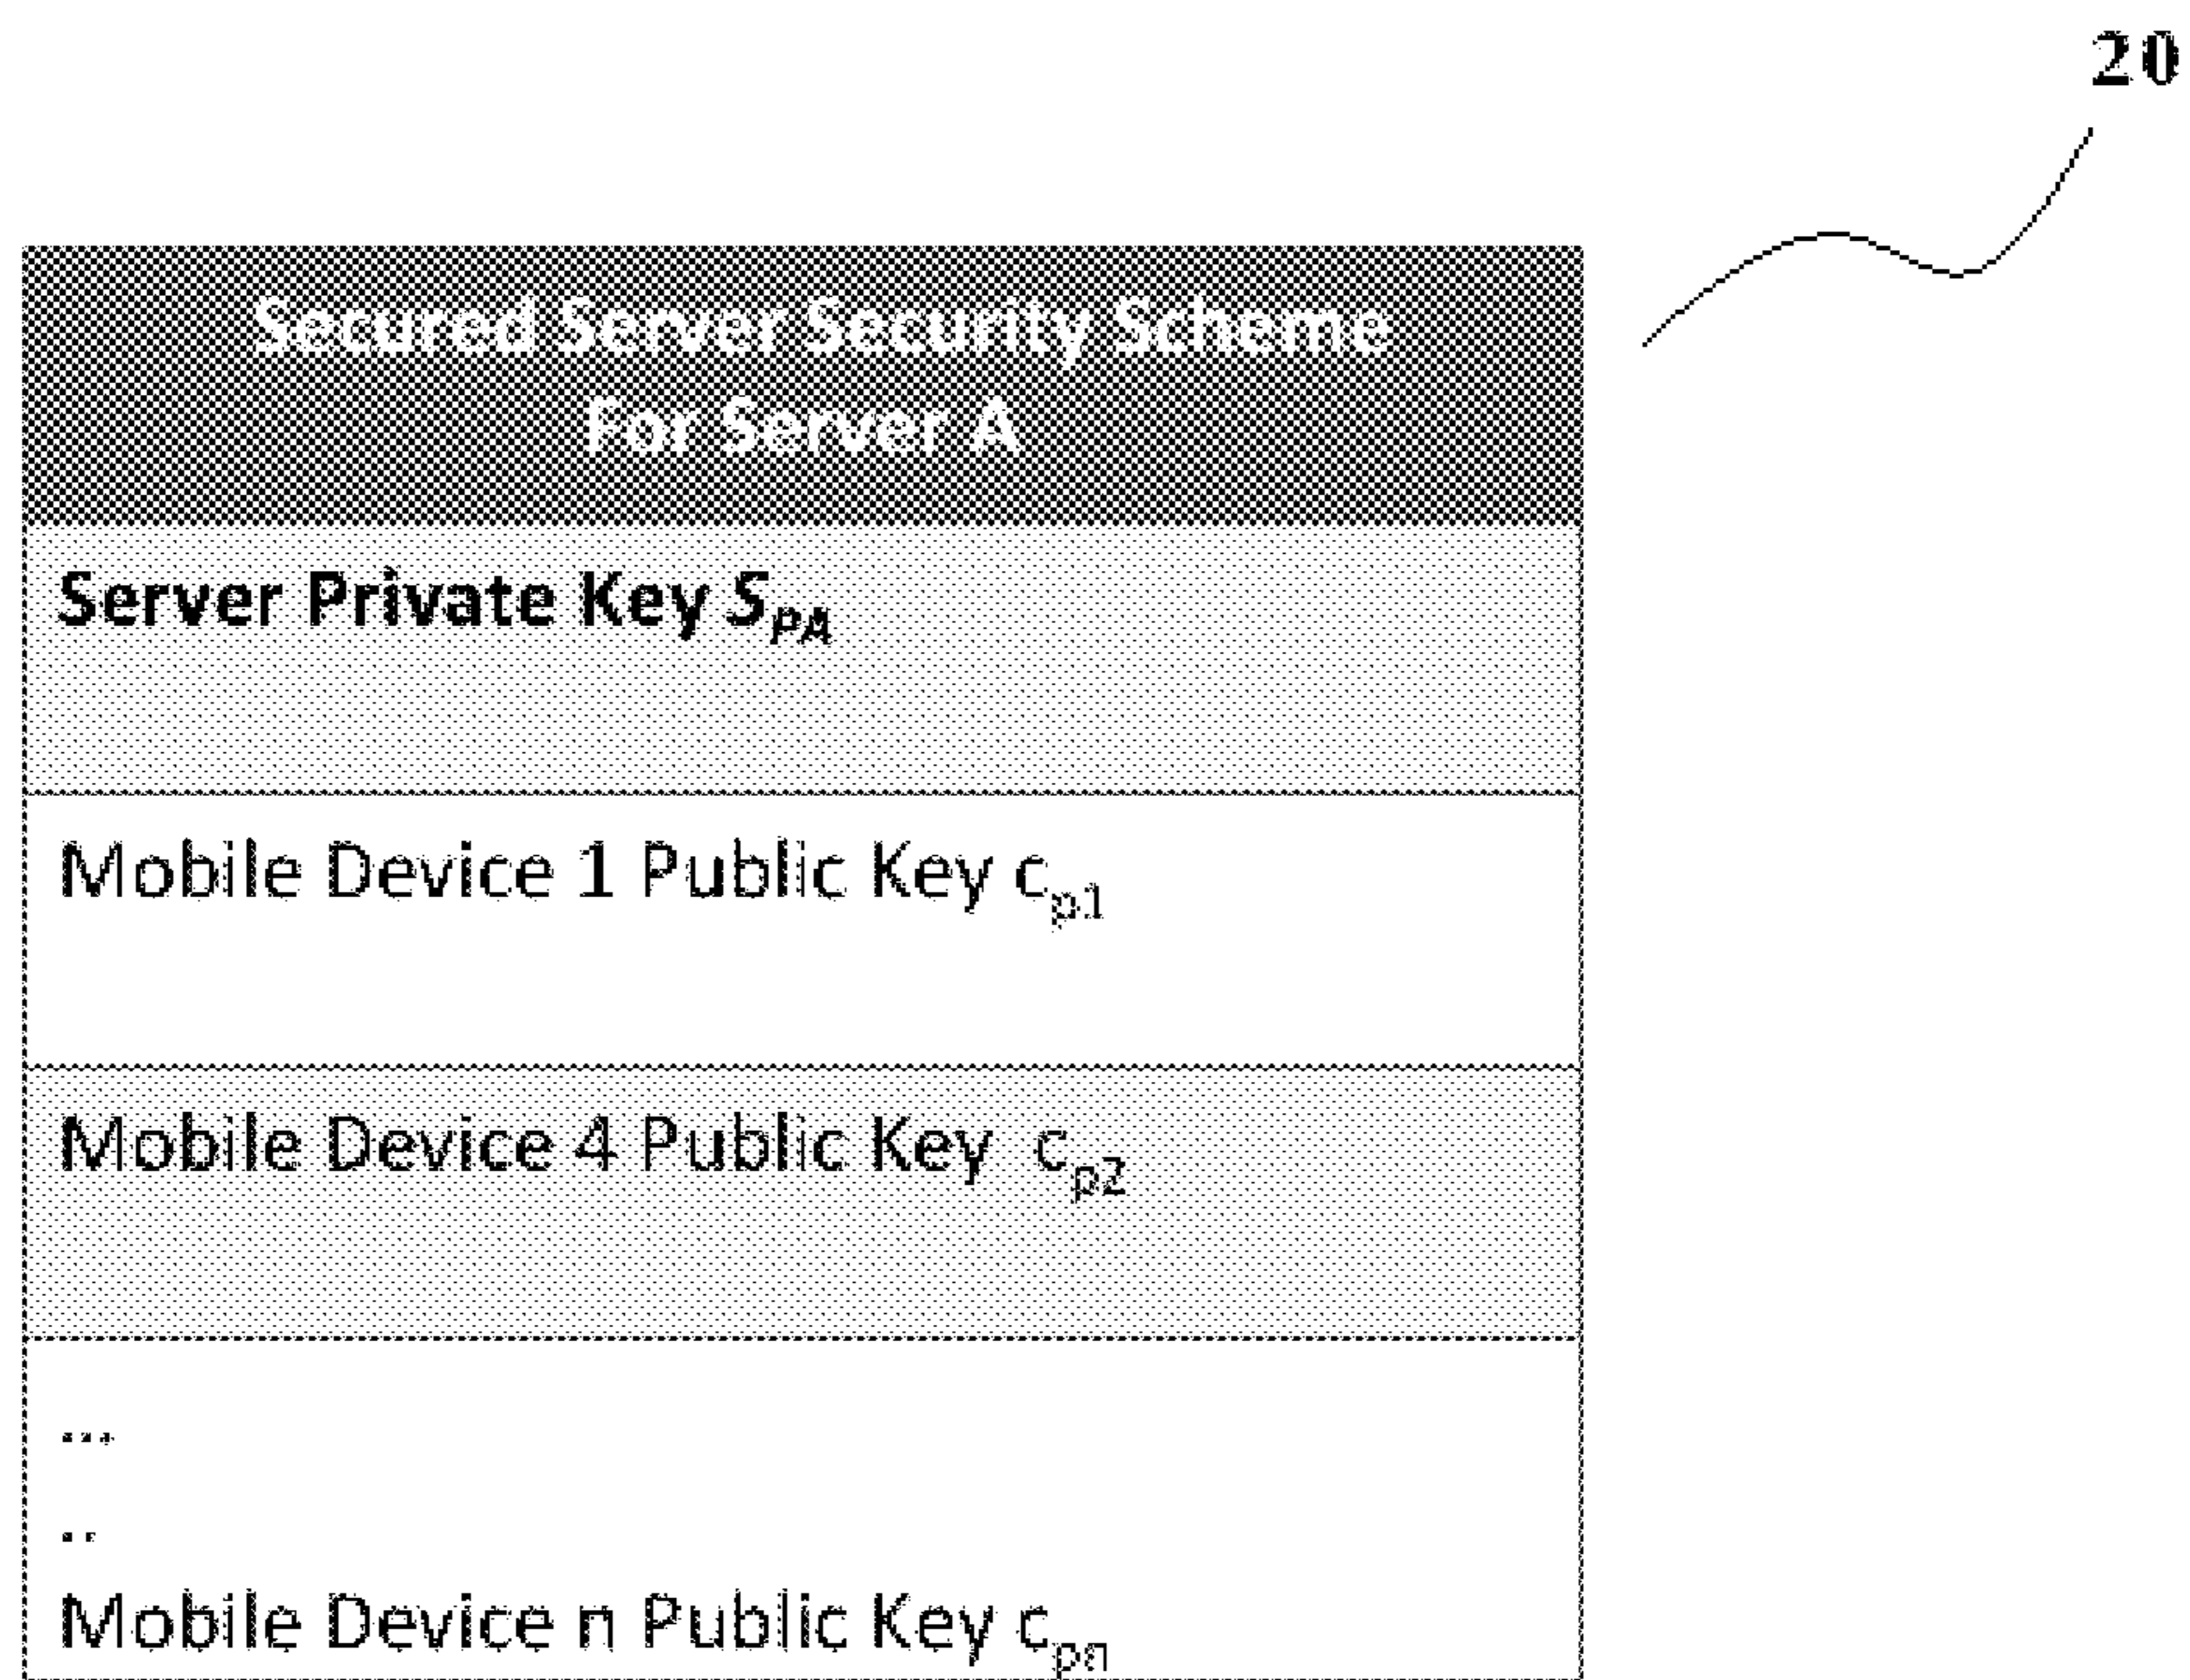 20
Secured Server Security Scheme
For Server A
Server Private Key S_PA
Mobile Device 1 Public Key c_p1
Mobile Device 4 Public Key c_p2
...
..
Mobile Device n Public Key c_pn